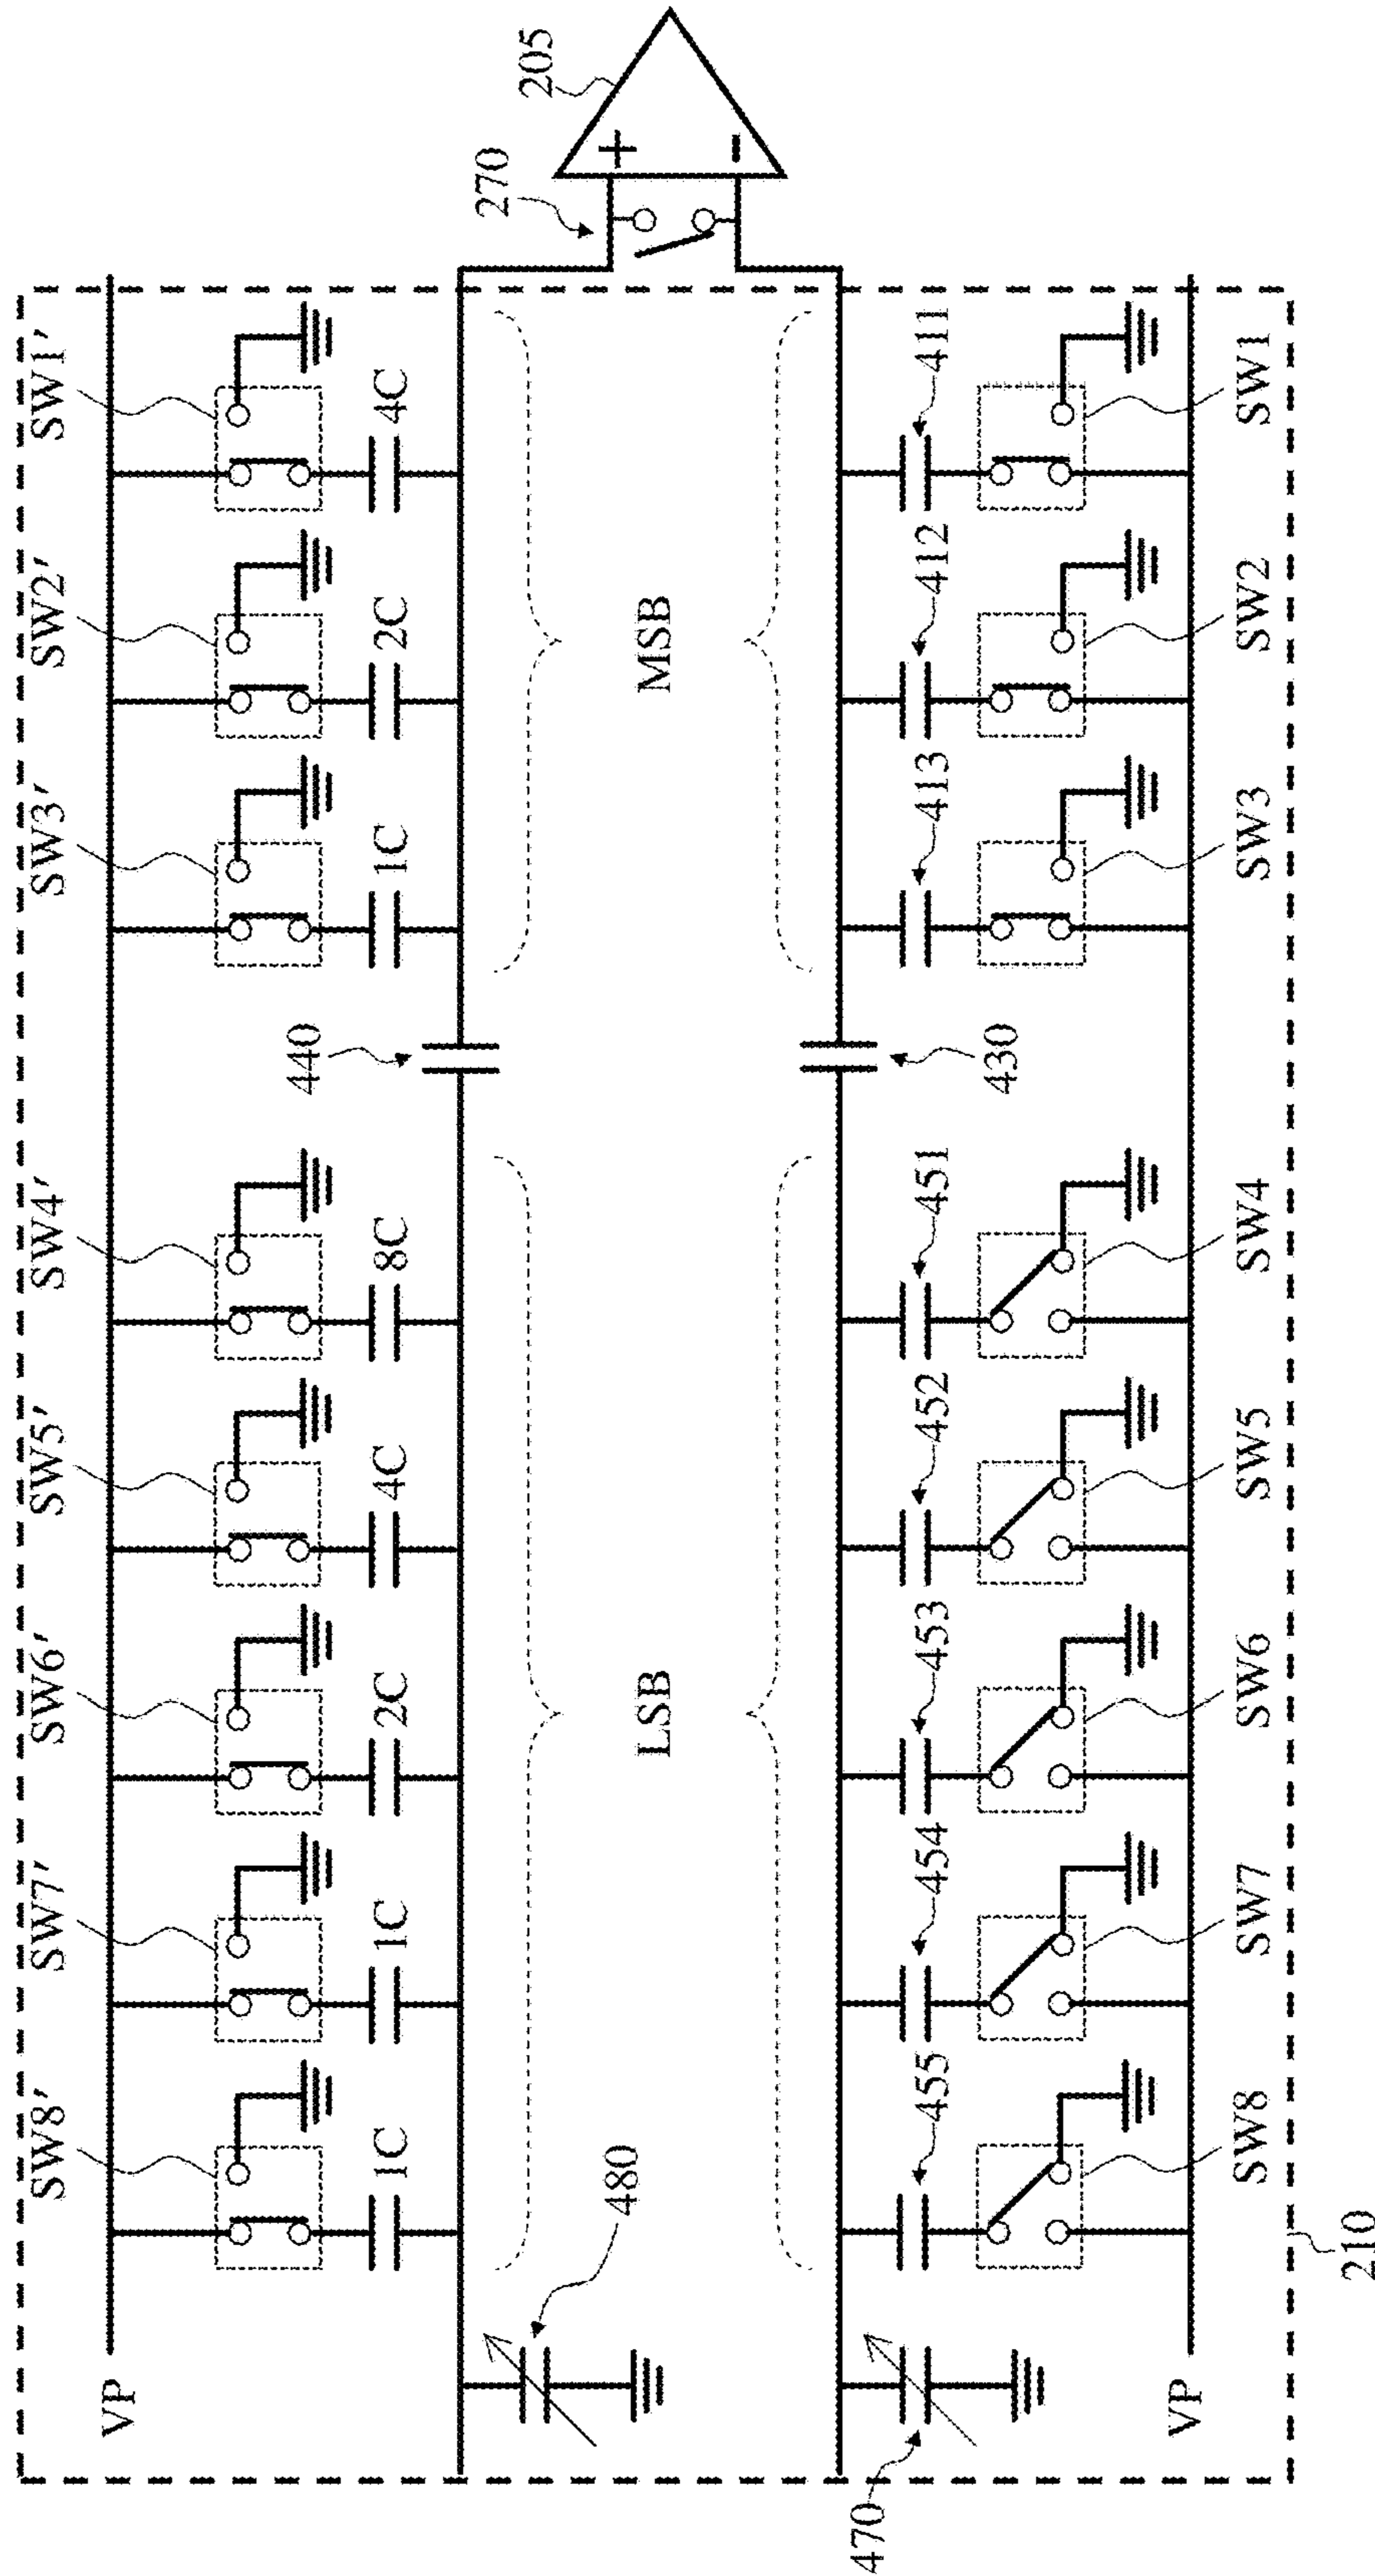 SW8′ SW7′ SW6′ SW5′ SW4′ SW3′ SW2′ SW1′
VP
1C 1C 2C 4C 8C 1C 2C 4C
440
270
205
+
-
480
LSB
MSB
455 454 453 452 451 413 412 411
470
430
VP
SW8 SW7 SW6 SW5 SW4 SW3 SW2 SW1
210